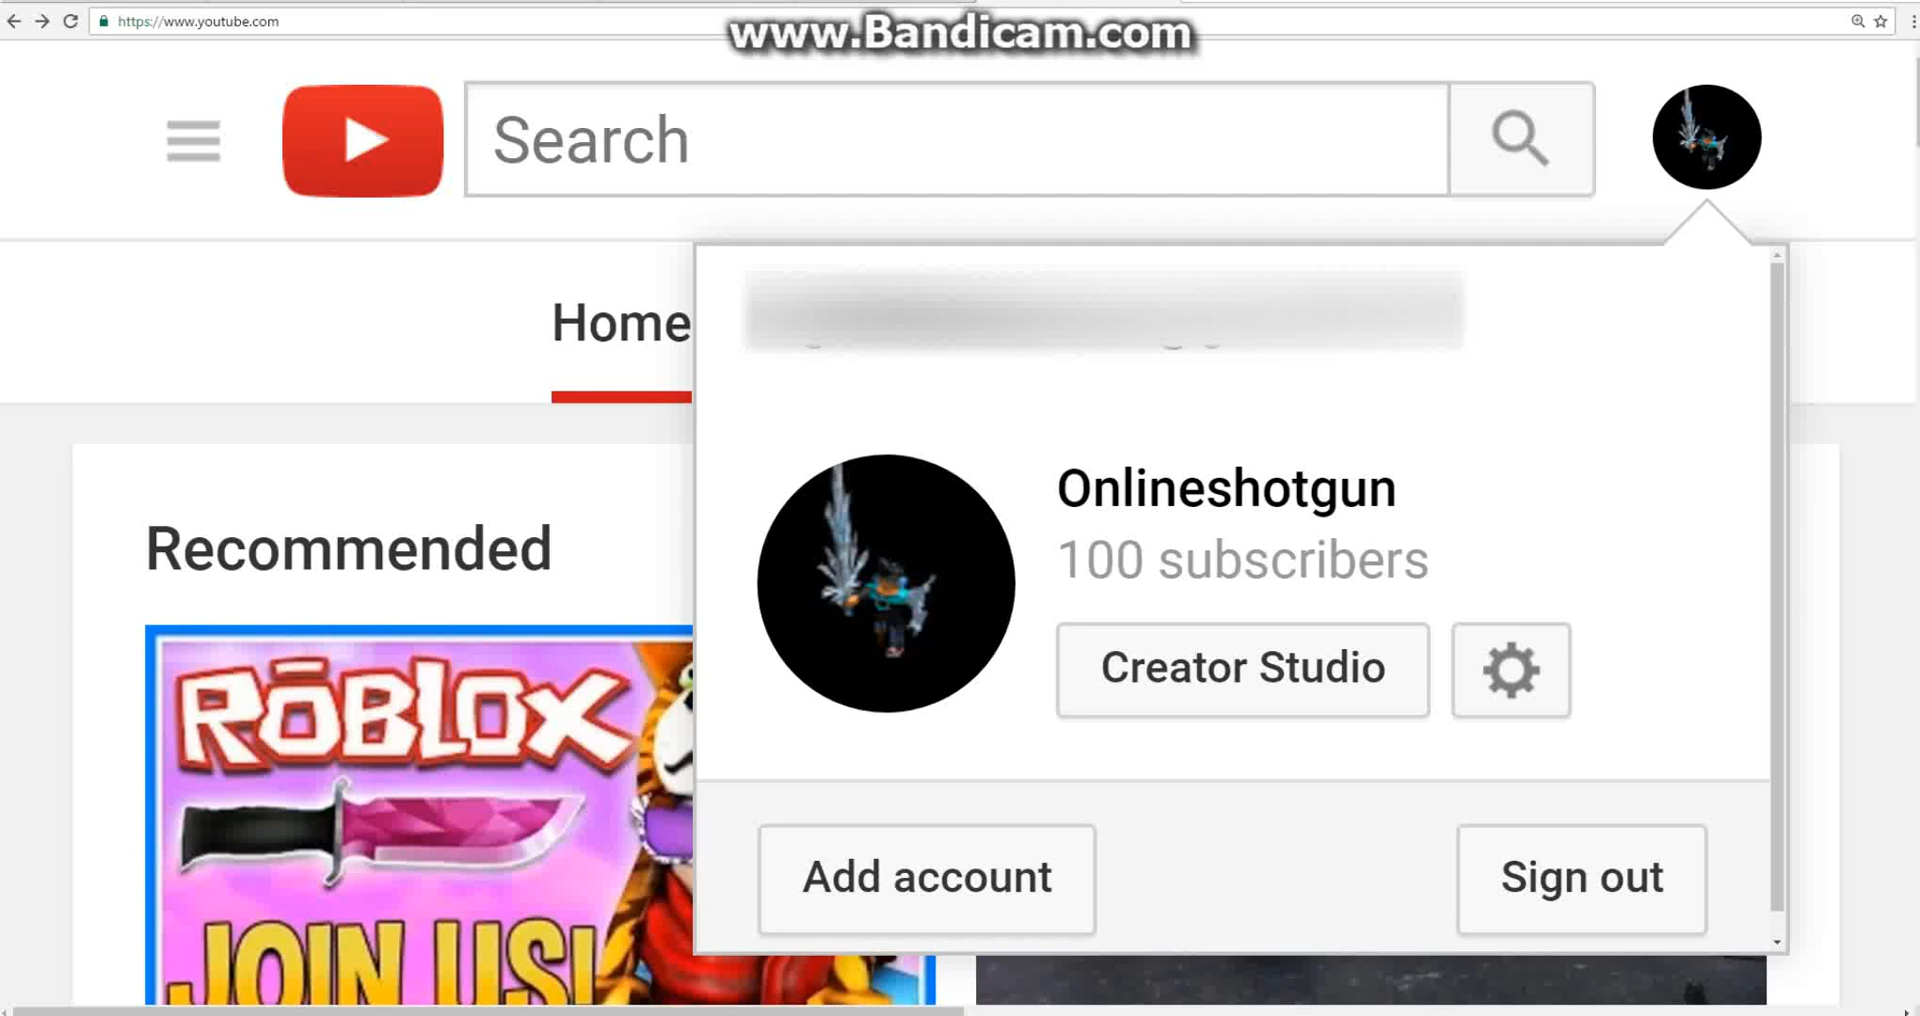 https://www.youtube.com
www.Bandicam.com
Search
Home
Onlineshotgun
100 subscribers
Recommended
Creator Studio
ROBLOX
Add account
Sign out
JOIN US!